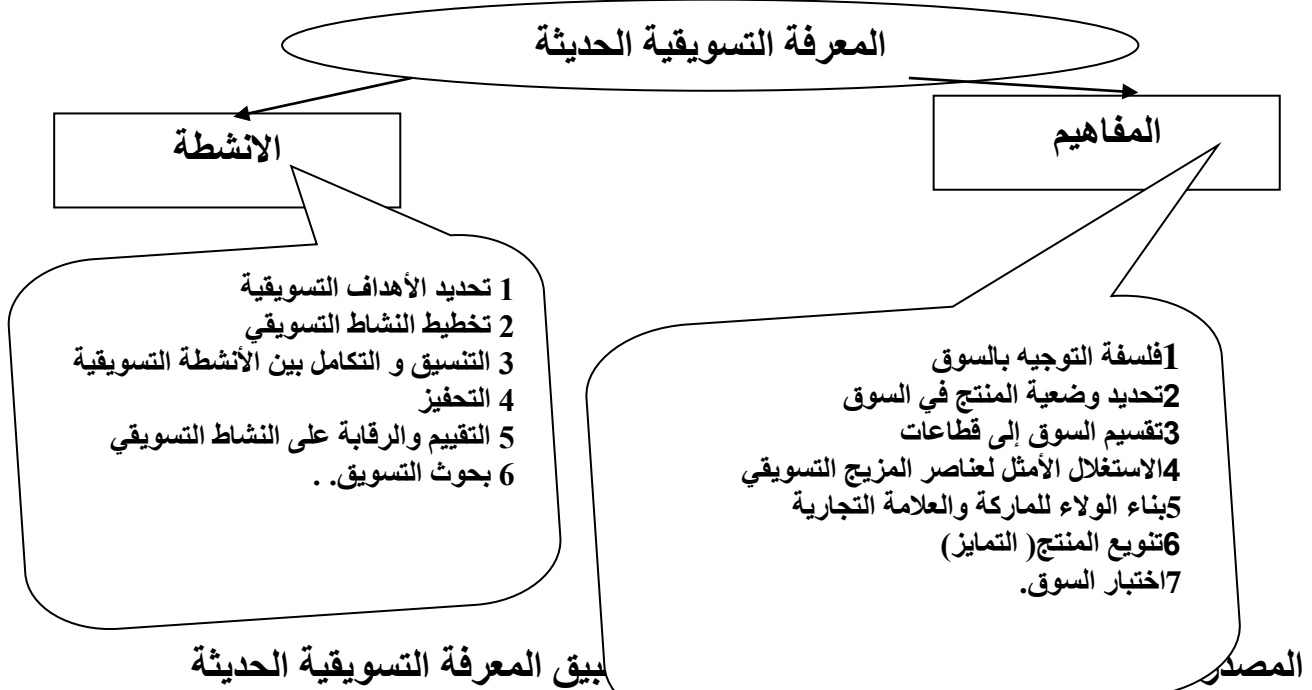 المعرفة التسويقية الحديثة
المفاهيم
الانشطة
1فلسفة التوجيه بالسوق
2تحديد وضعية المنتج في السوق
3تقسيم السوق إلى قطاعات
4الاستغلال الأمثل لعناصر المزيج التسويقي
5بناء الولاء للماركة والعلامة التجارية
6تنويع المنتج( التمايز)
7اختبار السوق.
1 تحديد الأهداف التسويقية
2 تخطيط النشاط التسويقي
3 التنسيق و التكامل بين الأنشطة التسويقية
4 التحفيز
5 التقييم والرقابة على النشاط التسويقي
6 بحوث التسويق. .
المعرفة التسويقية الحديثة